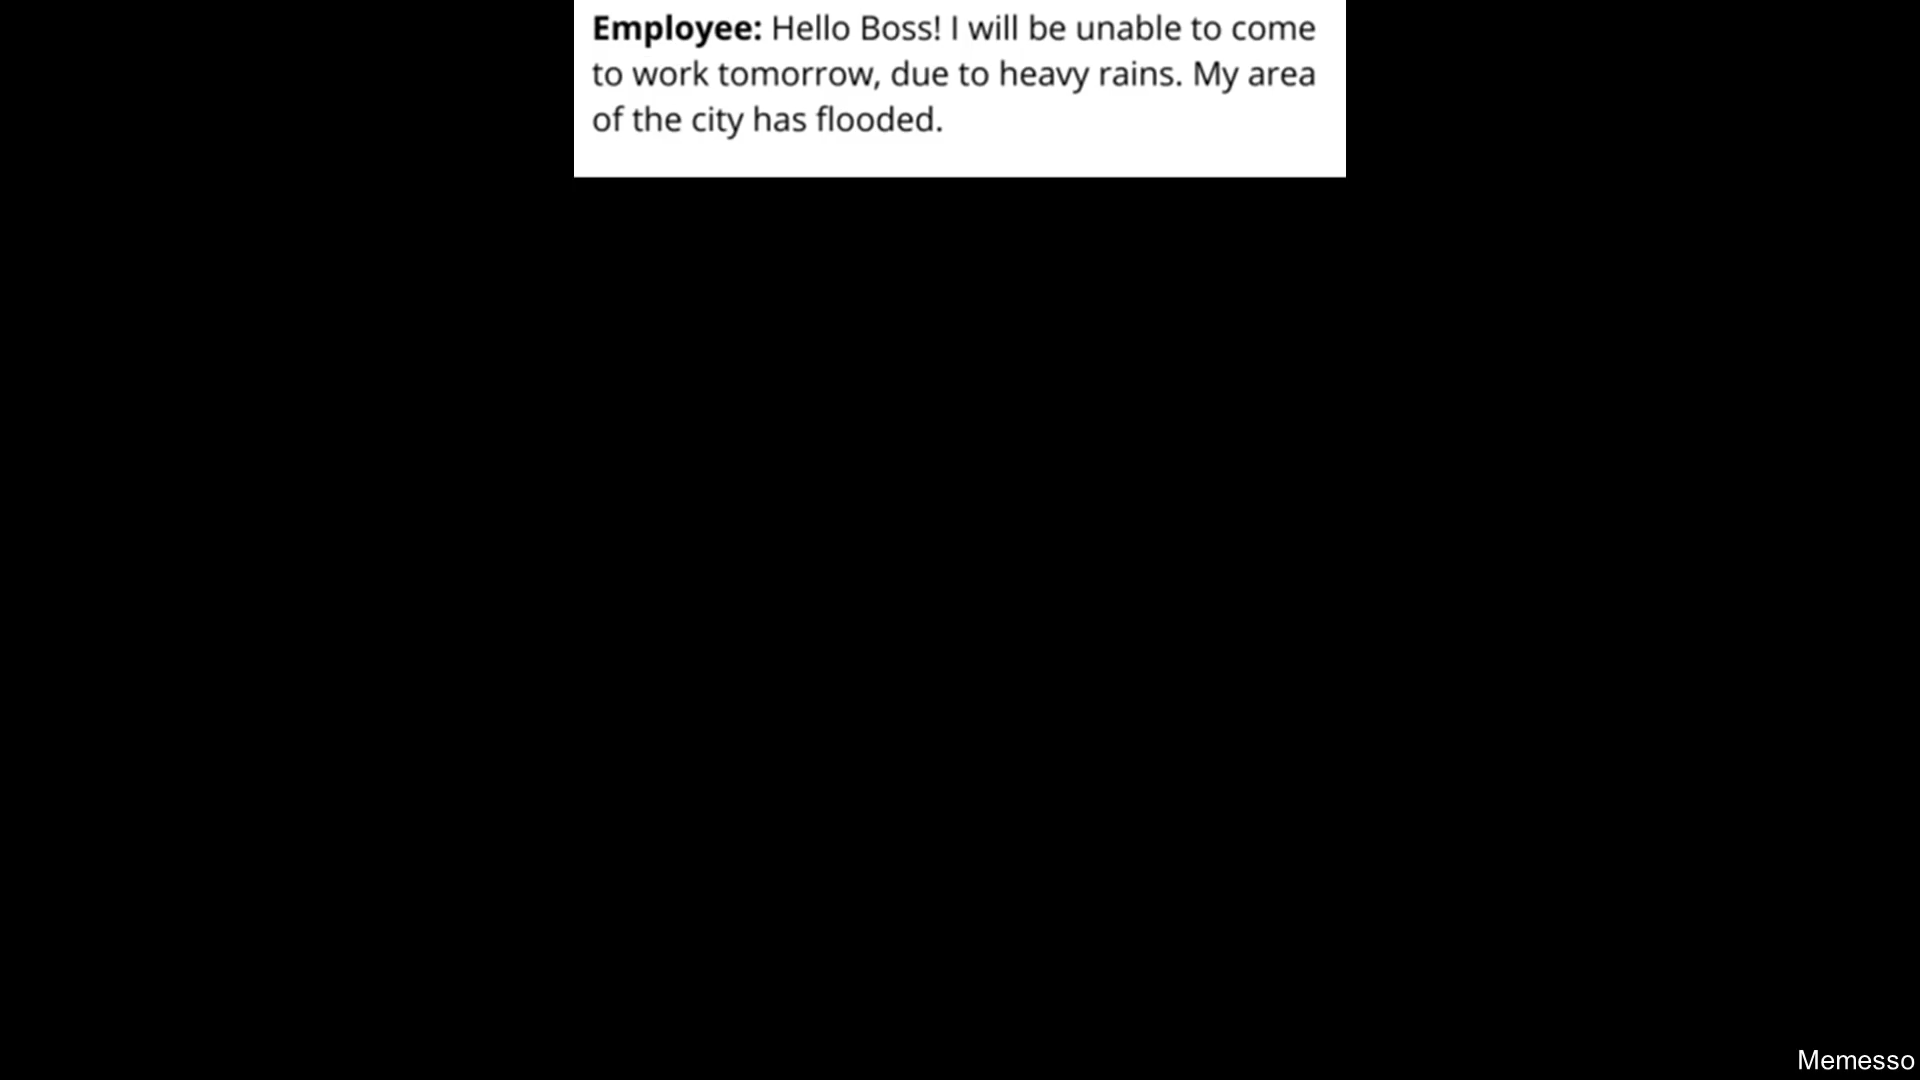 Employee: Hello Boss! I will be unable to come
to work tomorrow, due to heavy rains. My area
of the city has flooded.
Memesso